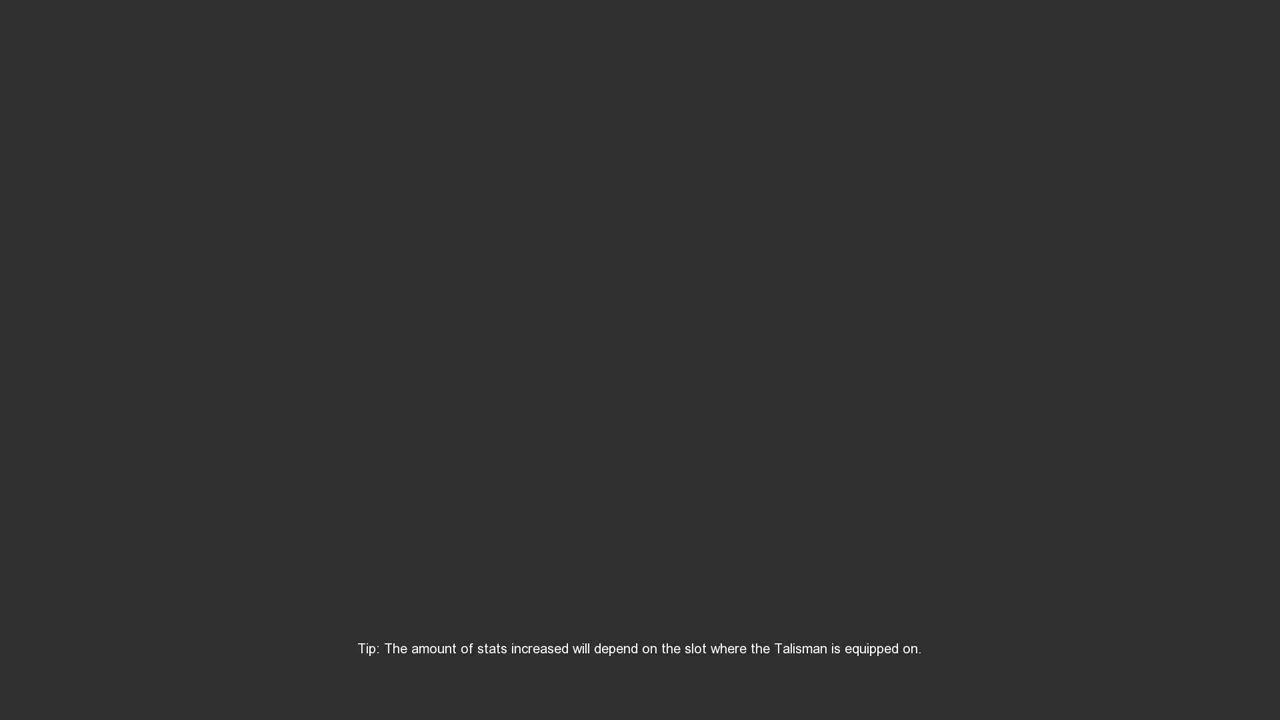 Tip: The amount of stats increased will depend on the slot where the Talisman is equipped on.